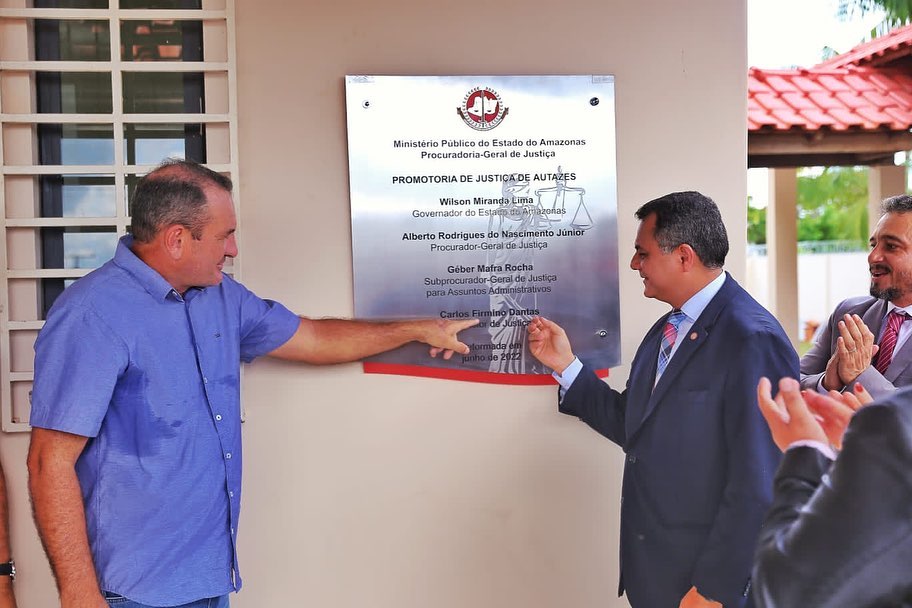 Ministério Público do Estado do Amazonas
Procuradoria-Geral de Justiça
PROMOTORIA DE JUSTIÇA DE AUTAZES
Wilson Miranda Lima
Governador do Estado do Amazonas
Alberto Rodrigues do Nascimento Júnior
Procurador-Geral de Justiça
Géber Mafra Rocha
Subprocurador-Geral de Justiça
para Assuntos Administrativos
Carlos Firmino Dantas
de Justiça
em
junho de 2022